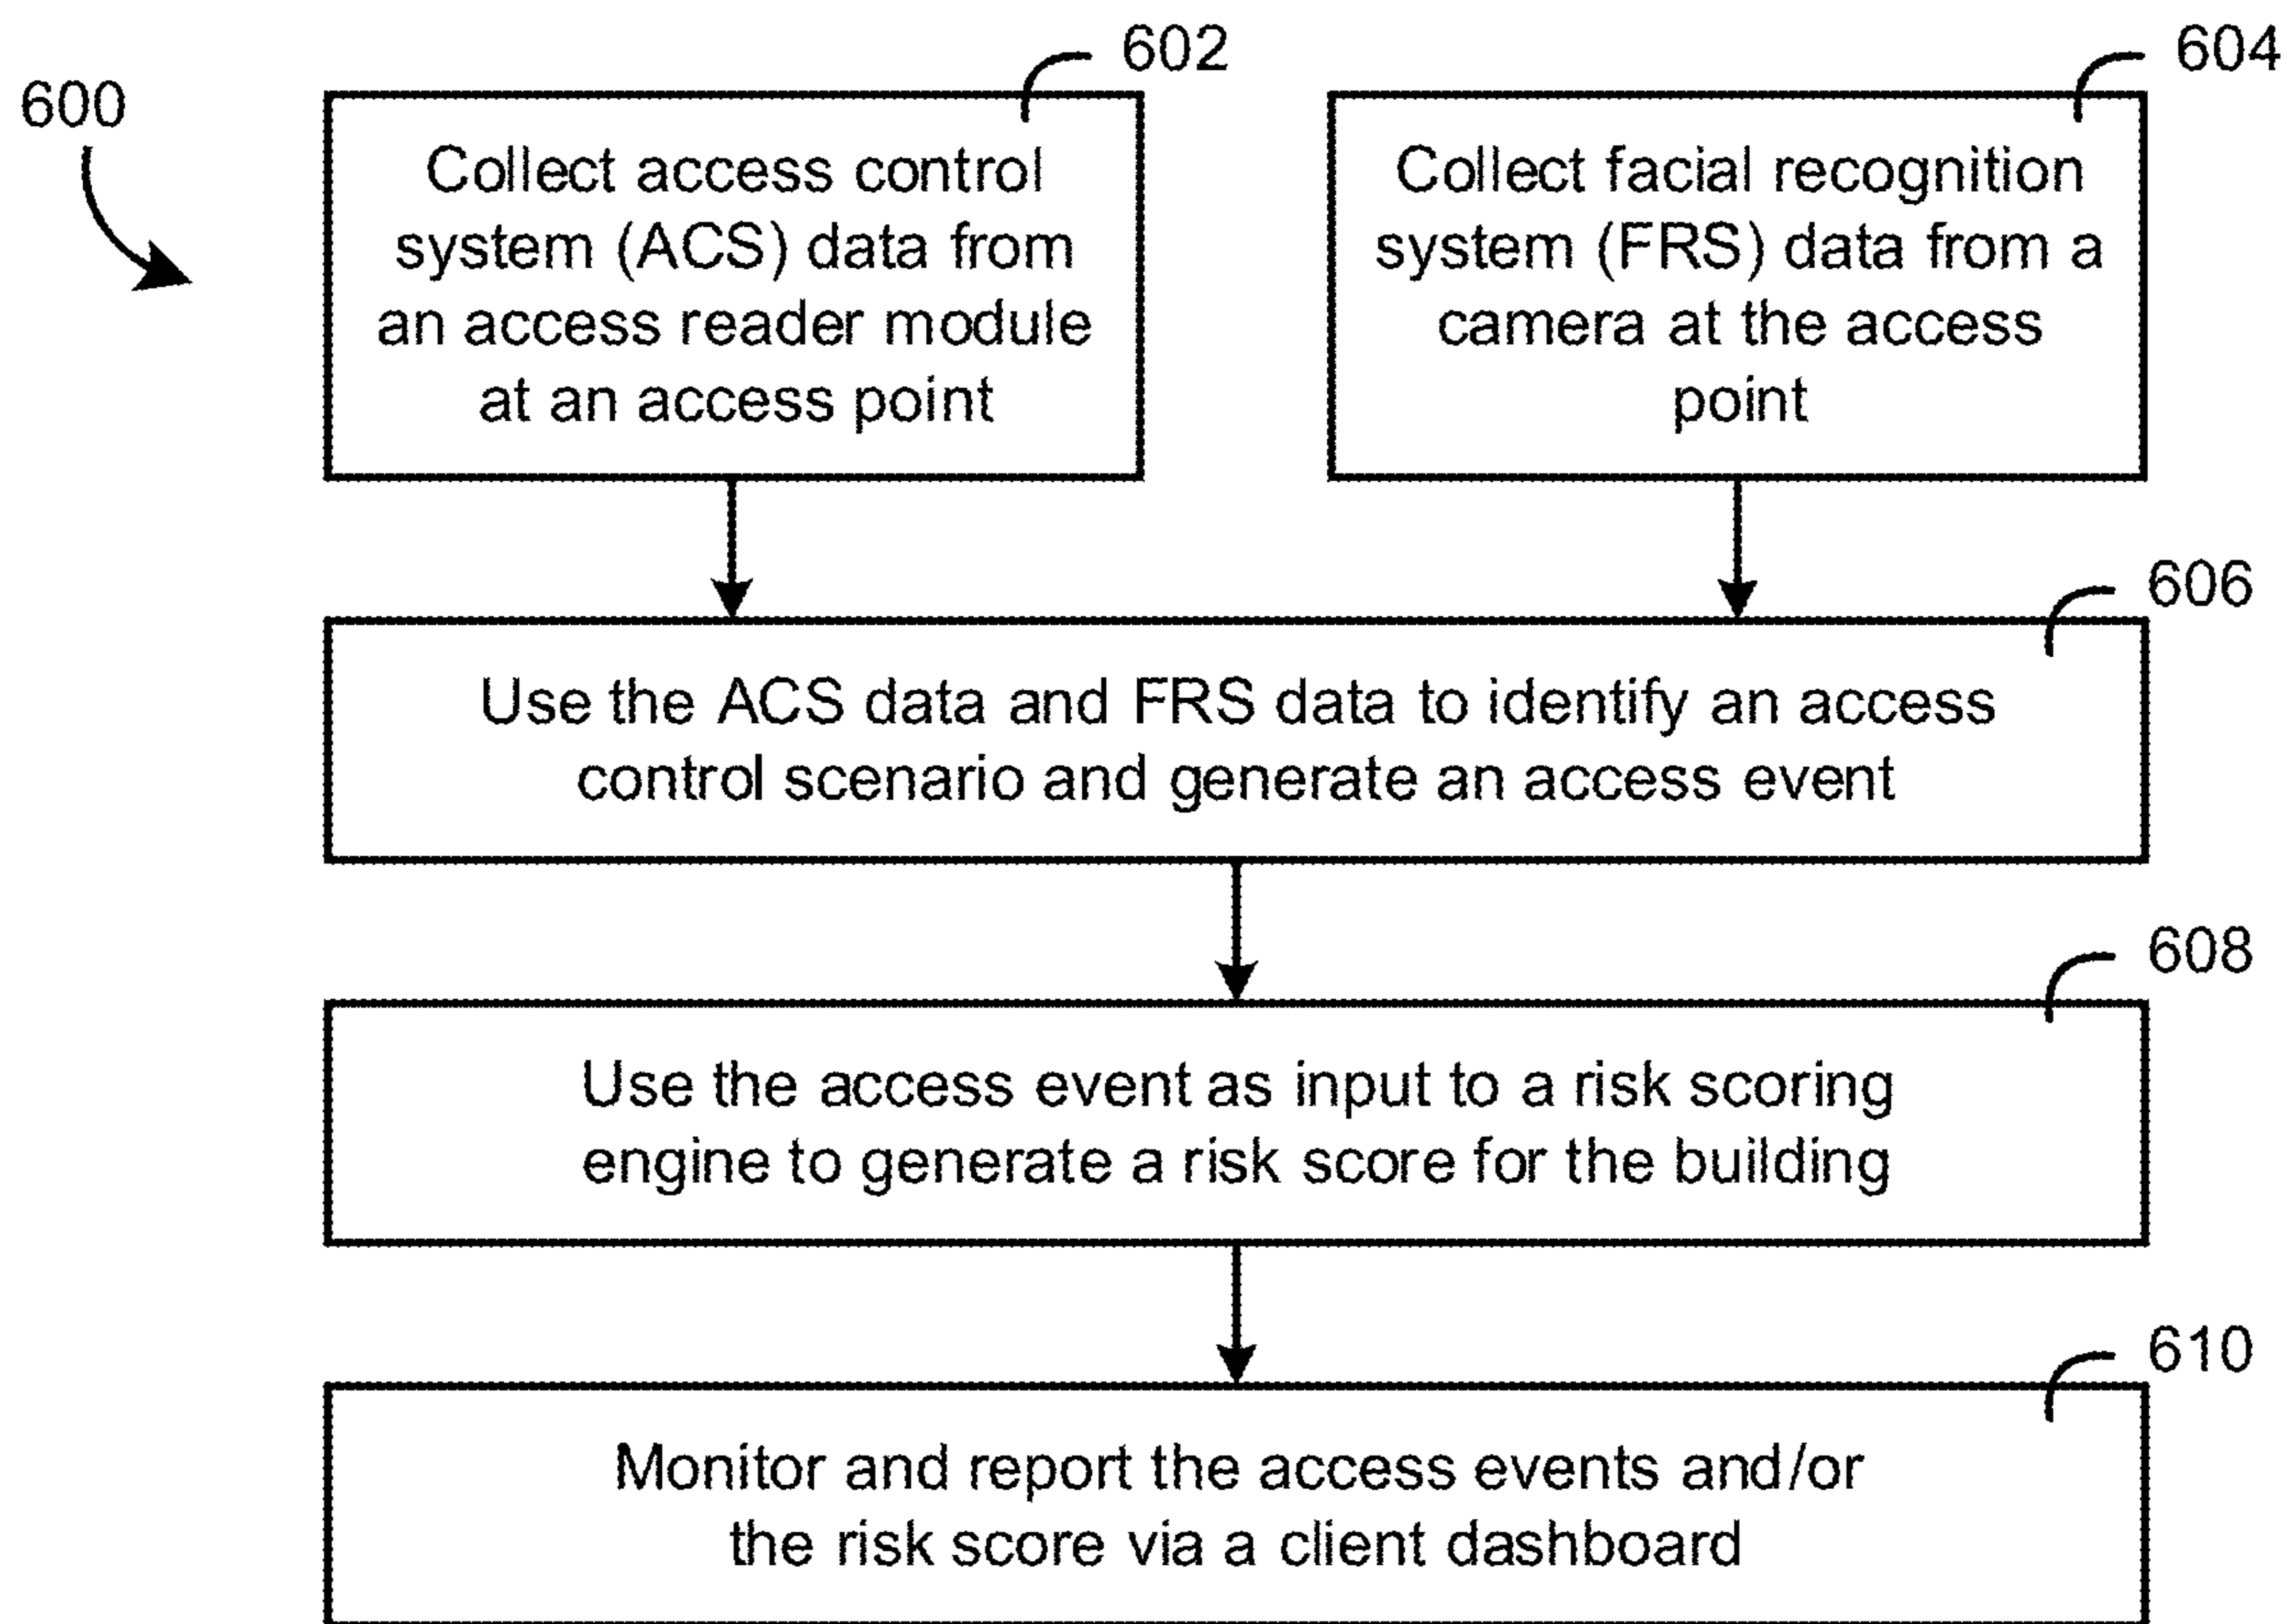 600
602
Collect access control
system (ACS) data from
an access reader module
at an access point
604
Collect facial recognition
system (FRS) data from a
camera at the access
point
606
Use the ACS data and FRS data to identify an access
control scenario and generate an access event
608
Use the access event as input to a risk scoring
engine to generate a risk score for the building
610
Monitor and report the access events and/or
the risk score via a client dashboard